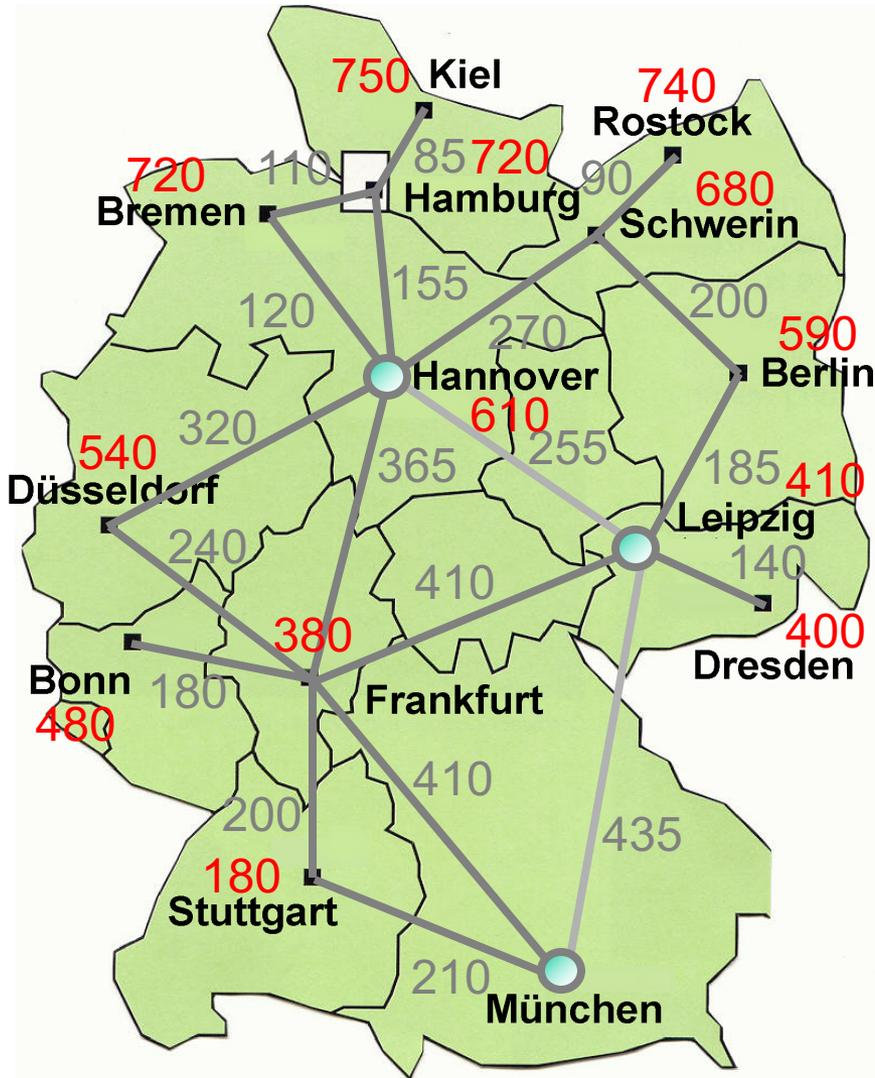 750 Kiel
740
Rostock
110
85
720
Hamburg
90
680
Schwerin
720
Bremen
155
120
270
200
590
Berlin
Hannover
610
320
255
365
540
Düsseldorf
185
410
Leipzig
240
410
140
380
400
Dresden
Bonn
180
480
Frankfurt
410
200
435
180
Stuttgart
210
München